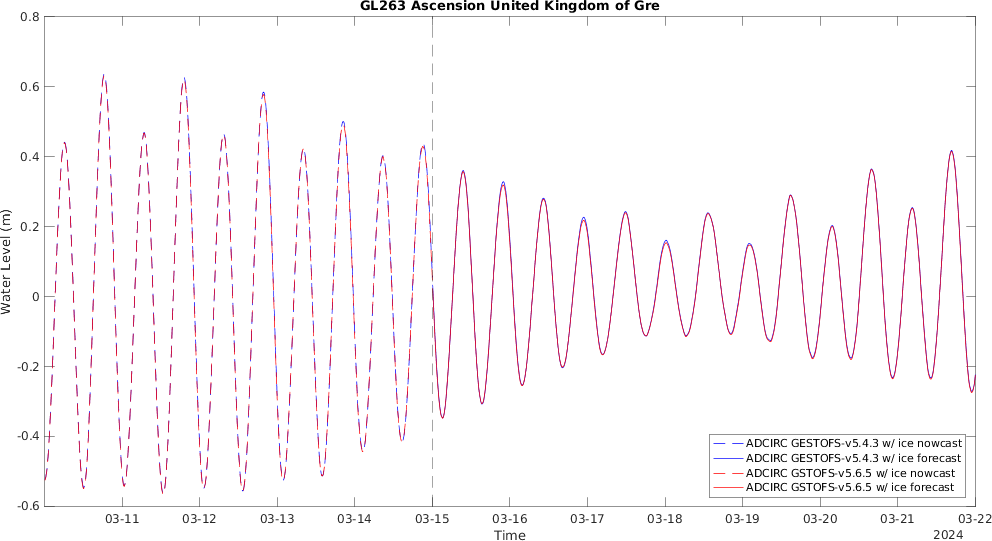 GL263 Ascension United Kingdom of Gre
0.8
0.6
0.4
0.2
0
-0.2
-0.4
-0.6
Water Level (m)
ADCIRC GESTOFS-v5.4.3 w/ ice nowcast
ADCIRC GESTOFS-v5.4.3 w/ ice forecast
ADCIRC GSTOFS-v5.6.5 w/ ice nowcast
ADCIRC GSTOFS-v5.6.5 w/ ice forecast
03-11 03-12 03-13 03-14 03-15 03-16 03-17 03-18 03-19 03-20 03-21 03-22
Time
2024